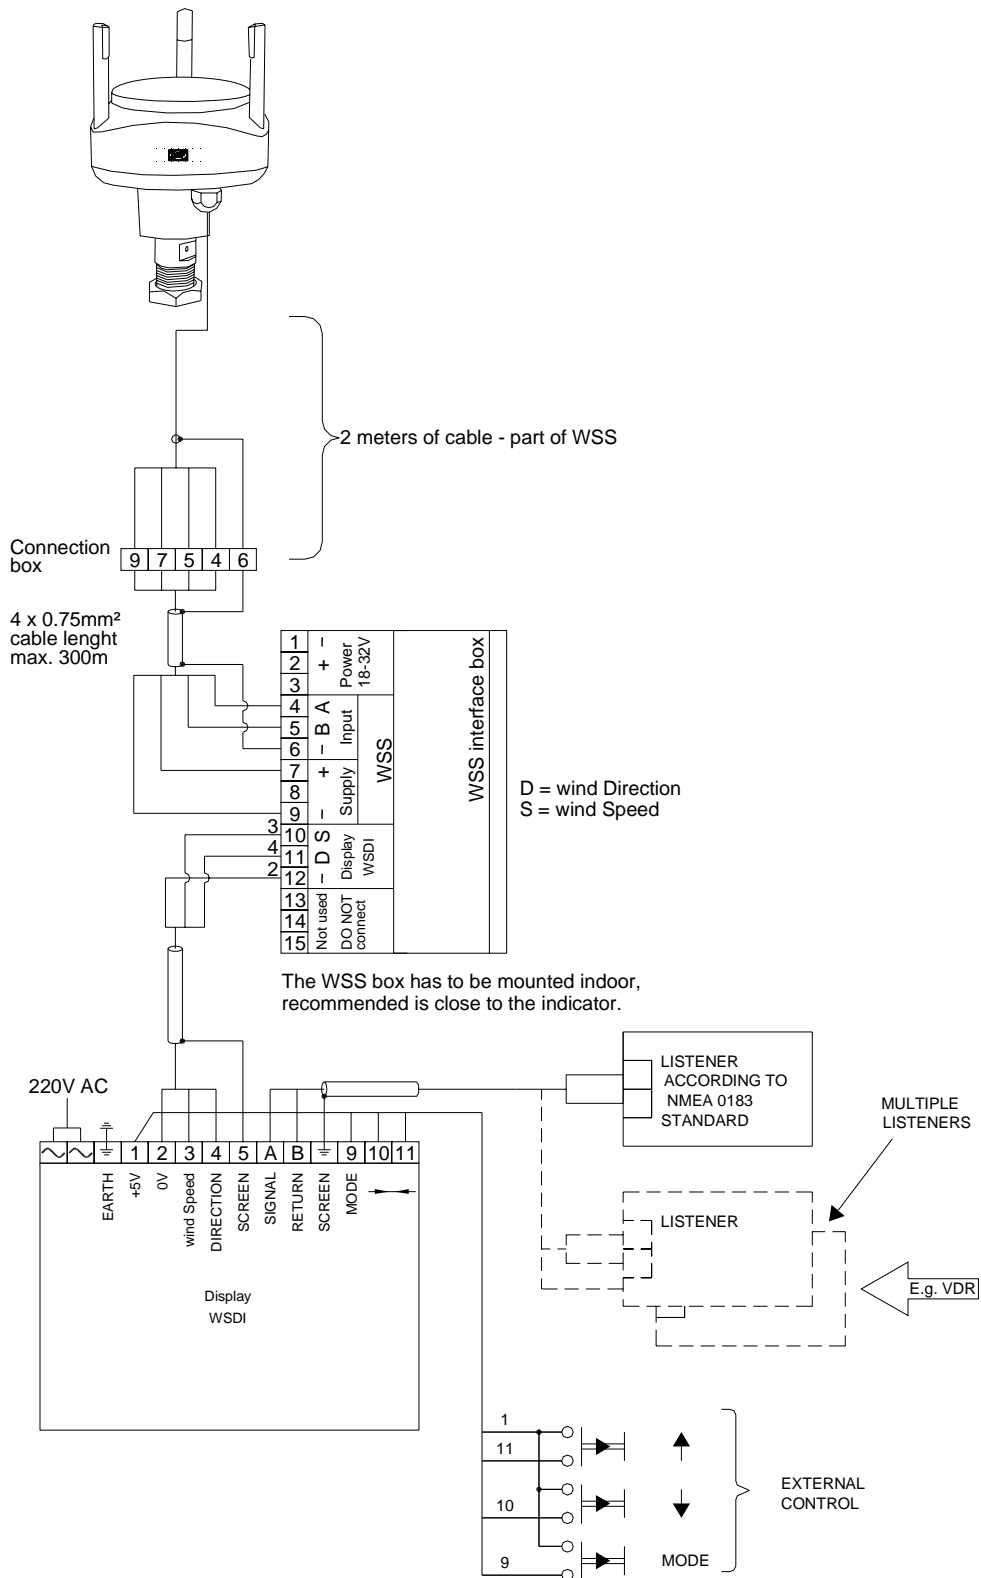 2 meters of cable - part of WSS
Connection
box
9 7 5 4 6
4 x 0.75mm²
cable lenght
max. 300m
1
2
3
4
5
6
7
8
9
10
11
12
13
14
15
- + Power
18-32V
- B A Input
- + Supply
WSS
- D S Display
WSDI
Not used
DO NOT
connect
WSS interface box
3
4
2
D = wind Direction
S = wind Speed
The WSS box has to be mounted indoor,
recommended is close to the indicator.
220V AC
1 2 3 4 5 A B 9 10 11
EARTH
+5V
0V
wind Speed
DIRECTION
SCREEN
SIGNAL
RETURN
SCREEN
MODE
Display
WSDI
LISTENER
ACCORDING TO
NMEA 0183
STANDARD
MULTIPLE
LISTENERS
LISTENER
E.g. VDR
1
11
10
9
MODE
EXTERNAL
CONTROL